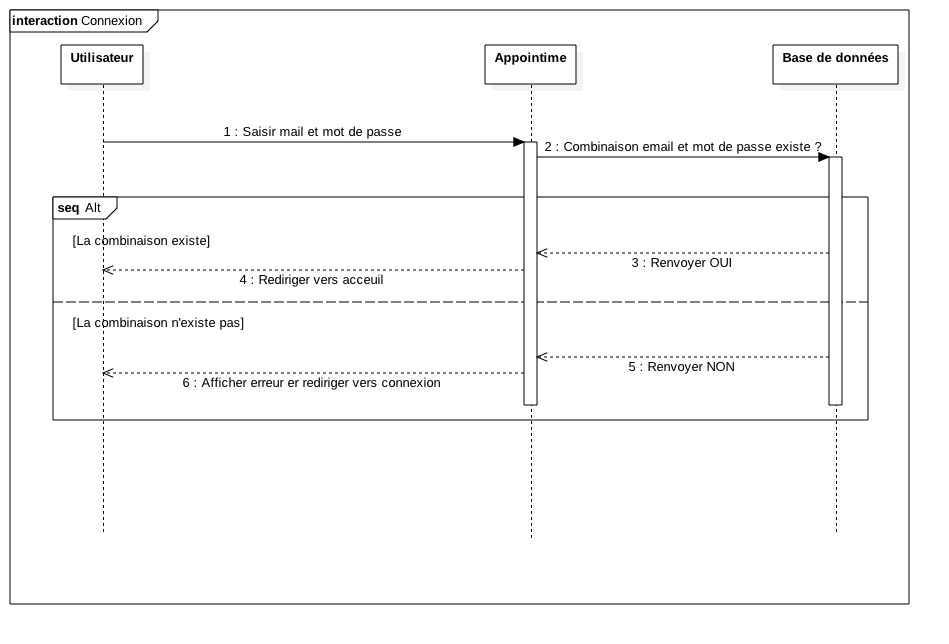 interaction Connexion
Utilisateur
Appointime
Base de données
1 : Saisir mail et mot de passe
2 : Combinaison email et mot de passe existe ?
seq Alt
[La combinaison existe]
3 : Renvoyer OUI
4 : Rediriger vers acceuil
[La combinaison n'existe pas]
5 : Renvoyer NON
6 : Afficher erreur er rediriger vers connexion